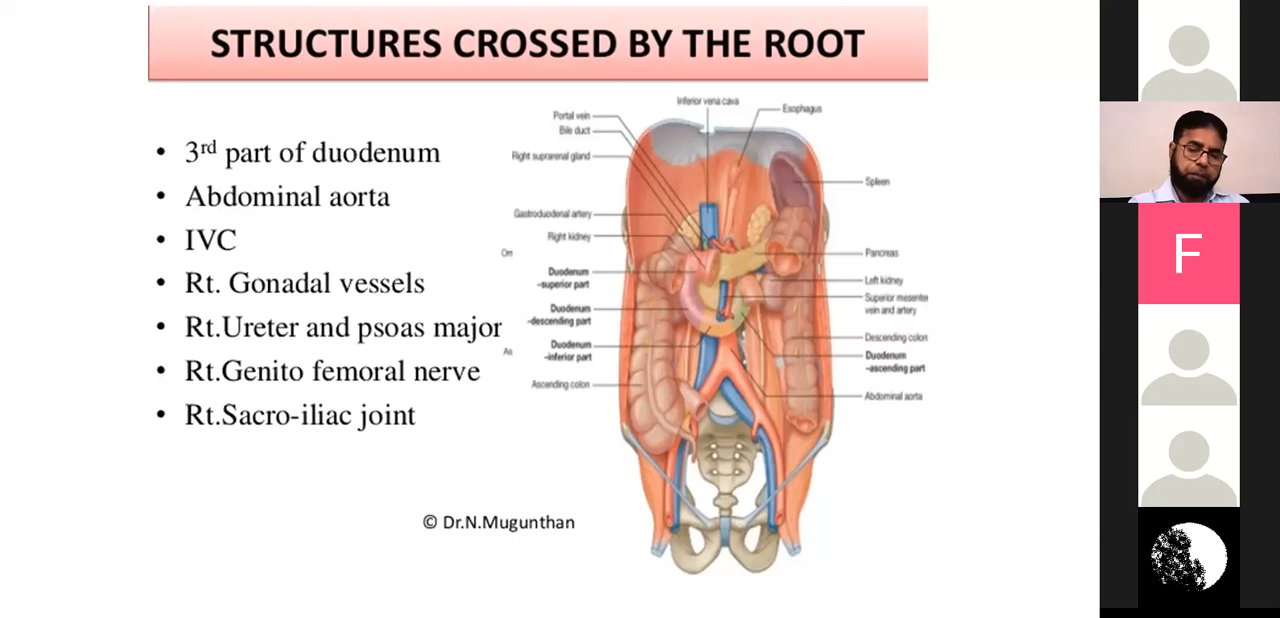 STRUCTURES CROSSED BY THE ROOT
• 3rd part of duodenum
• Abdominal aorta
• IVC
• Rt. Gonadal vessels
• Rt.Ureter and psoas major
• Rt.Genito femoral nerve
• Rt.Sacro-iliac joint
© Dr.N.Mugunthan
Inferior vena cava
Esophagus
Portal vein
Bile duct
Right suprarenal gland
Spleen
Gastroduodenal artery
Right kidney
Om
Pancreas
Duodenum
-superior part
Left kidney
Superior mesente
vein and artery
Duodenum
-descending part
Descending colon
Duodenum
-inferior part
As
Duodenum
-ascending part
Ascending colon
Abdominal aorta
F